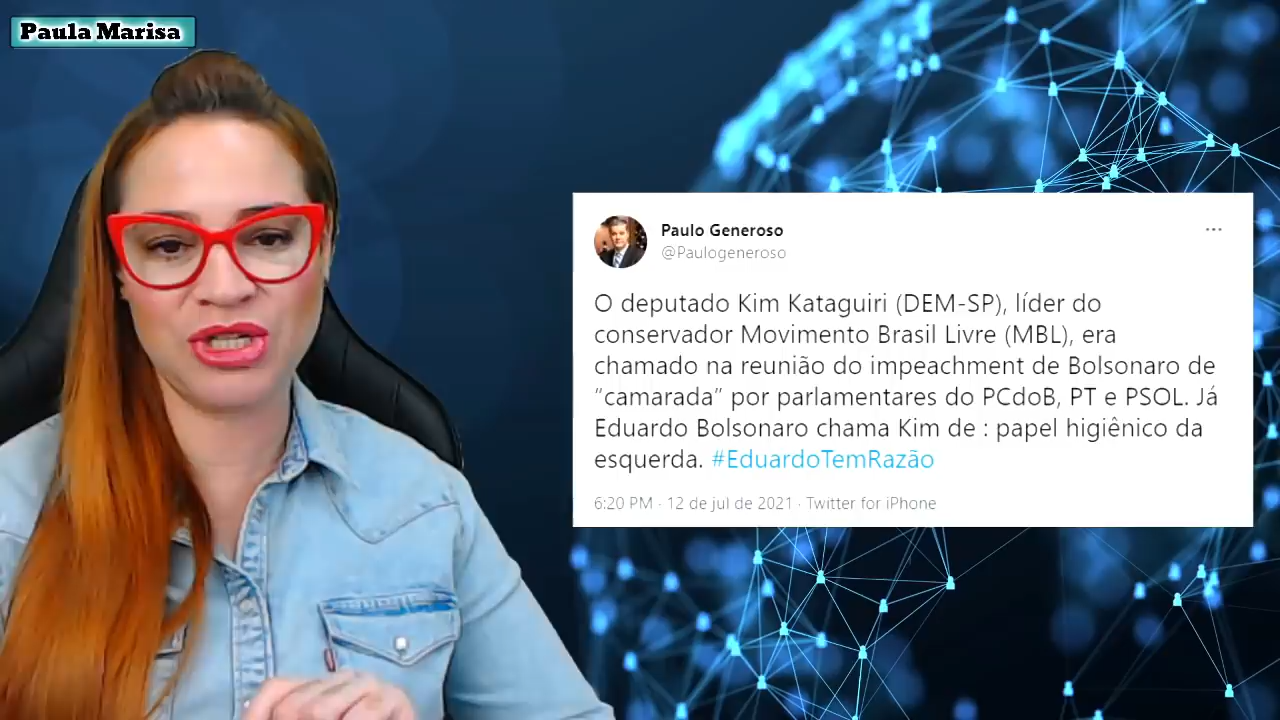 Paula Marisa
Paulo Generoso
@Paulogeneroso
O deputado Kim Kataguiri (DEM-SP), líder do
conservador Movimento Brasil Livre (MBL), era
chamado na reunião do impeachment de Bolsonaro de
“camarada” por parlamentares do PCdoB, PT e PSOL. Já
Eduardo Bolsonaro chama Kim de : papel higiênico da
esquerda. #EduardoTemRazão
6:20 PM · 12 de jul de 2021 · Twitter for iPhone